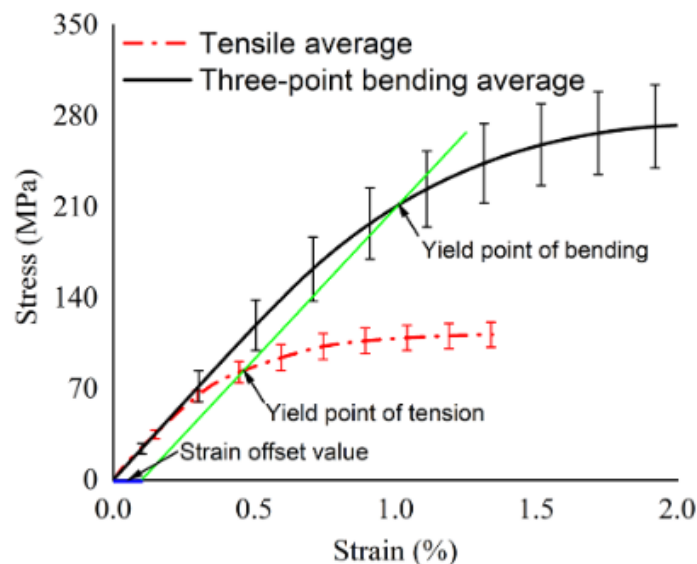 350
Tensile average
Three-point bending average
280
210
Yield point of bending
Stress (MPa)
140
70
Yield point of tension
Strain offset value
0
0.0 0.5 1.0 1.5 2.0
Strain (%)